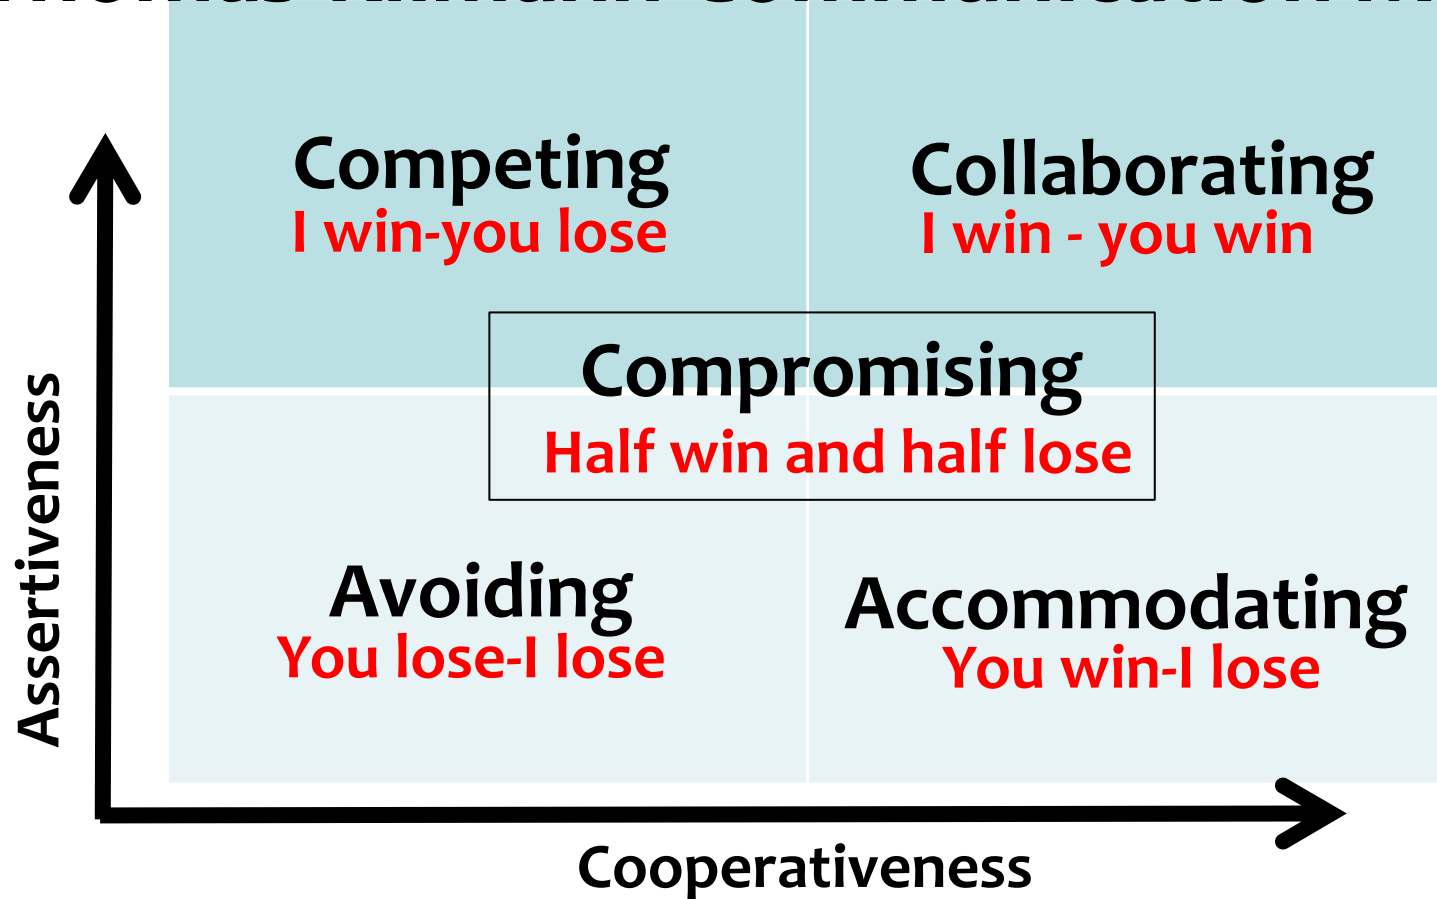 Competing
I win-you lose
Collaborating
I win - you win
Compromising
Half win and half lose
Avoiding
You lose-I lose
Accommodating
You win-I lose
Assertiveness
Cooperativeness